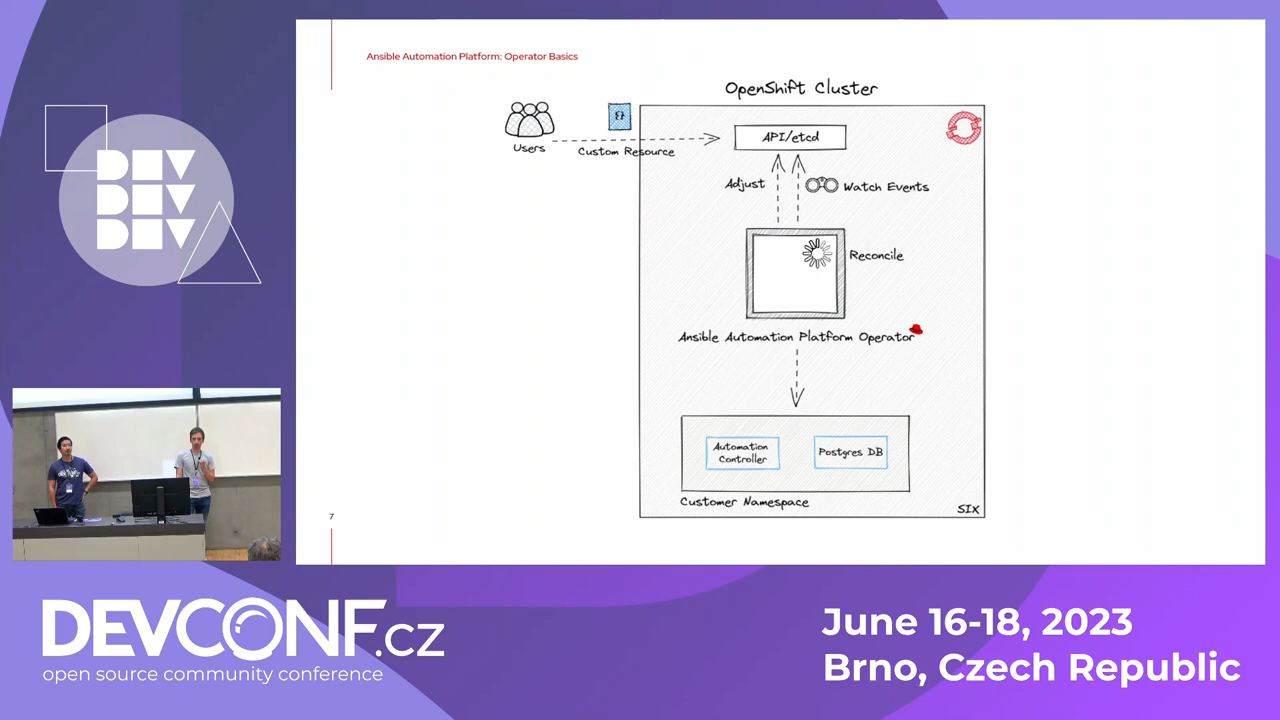 Ansible Automation Platform: Operator Basics
OpenShift Cluster
Users
Custom Resource
API/etcd
Adjust
Watch Events
Reconcile
Ansible Automation Platform Operator
Automation
Controller
Postgres DB
Customer Namespace
SIX
7
DEV
DEV
DEV
DEVCONF.cz
open source community conference
June 16-18, 2023
Brno, Czech Republic